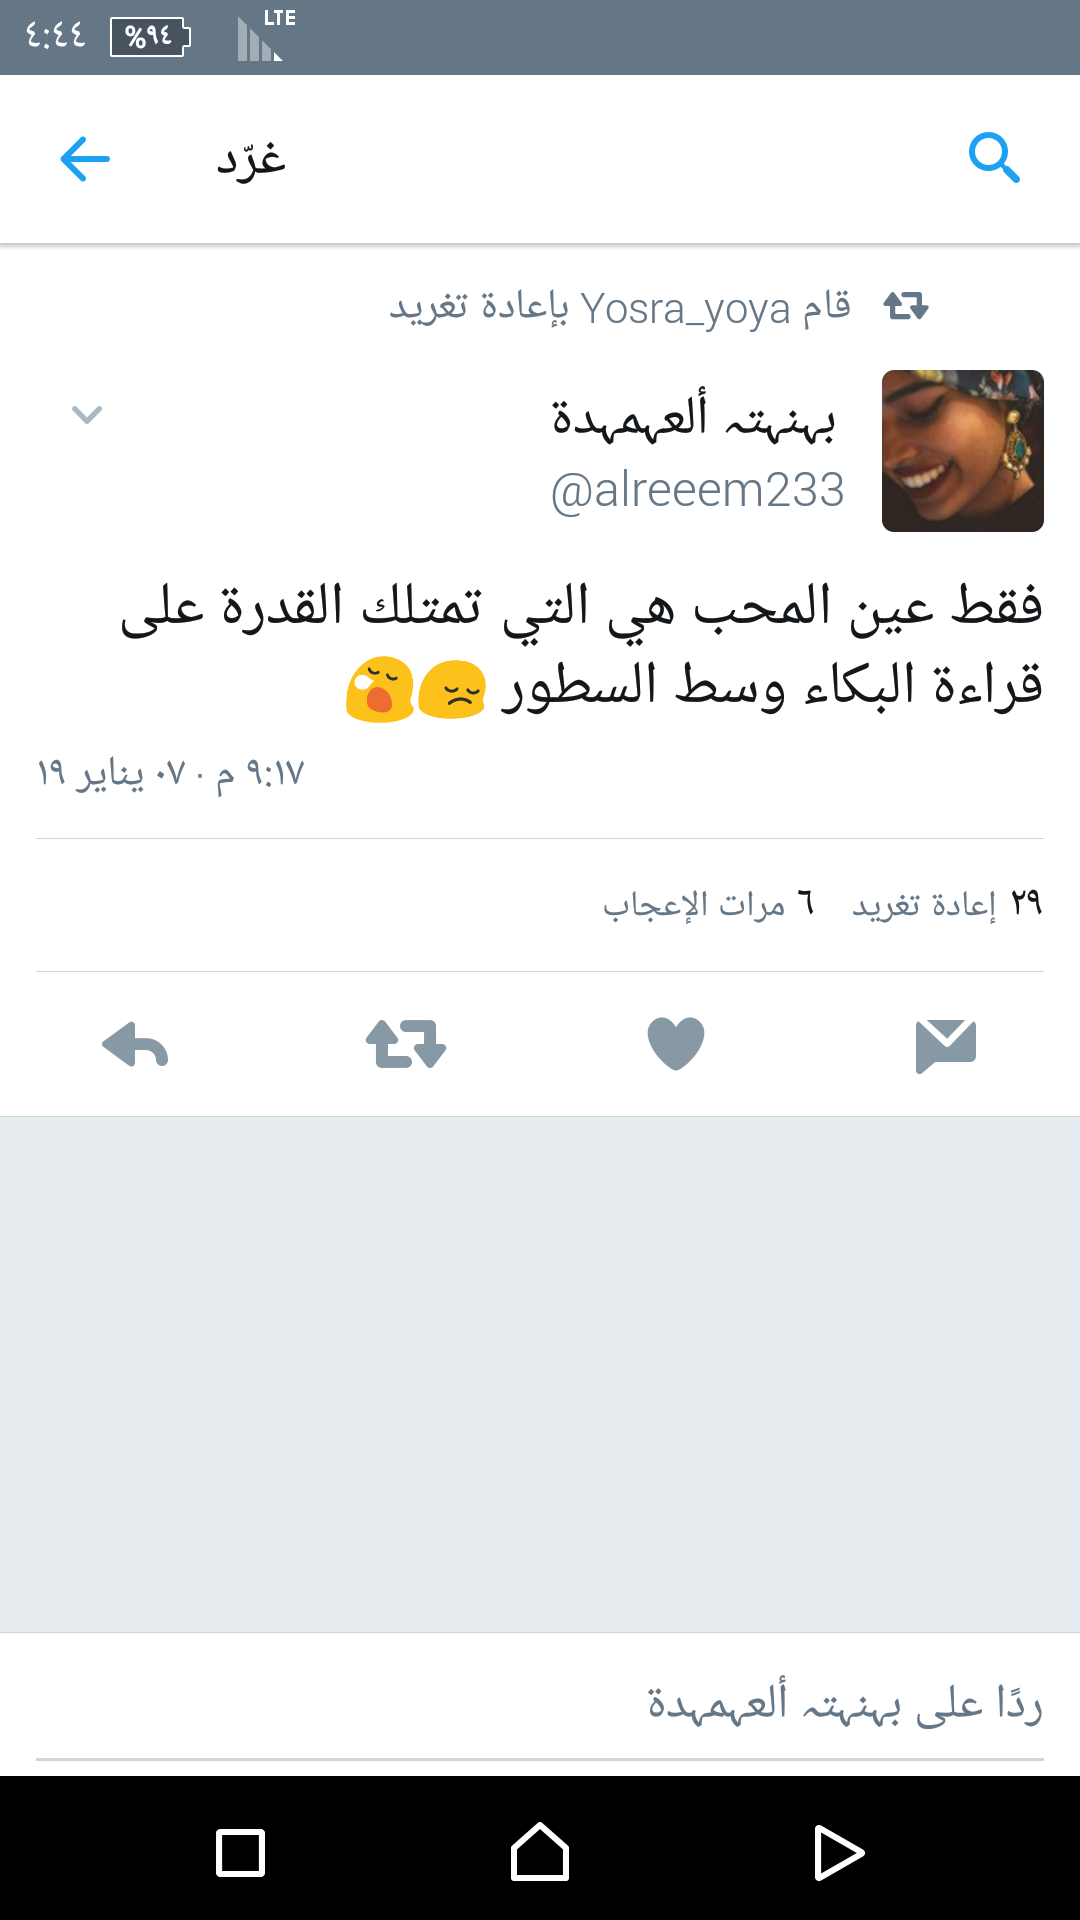 ٤:٤٤ %٩٤ LTE
غرّد
قام Yosra_yoya بإعادة تغريد
بهنهته ألعهمهدة
@alreeem233
فقط عين المحب هي التي تمتلك القدرة على
قراءة البكاء وسط السطور 😔😪
٩:١٧ م · ٠٧ يناير ١٩
٢٩ إعادة تغريد ٦ مرات الإعجاب
ردًا على بهنهته ألعهمهدة